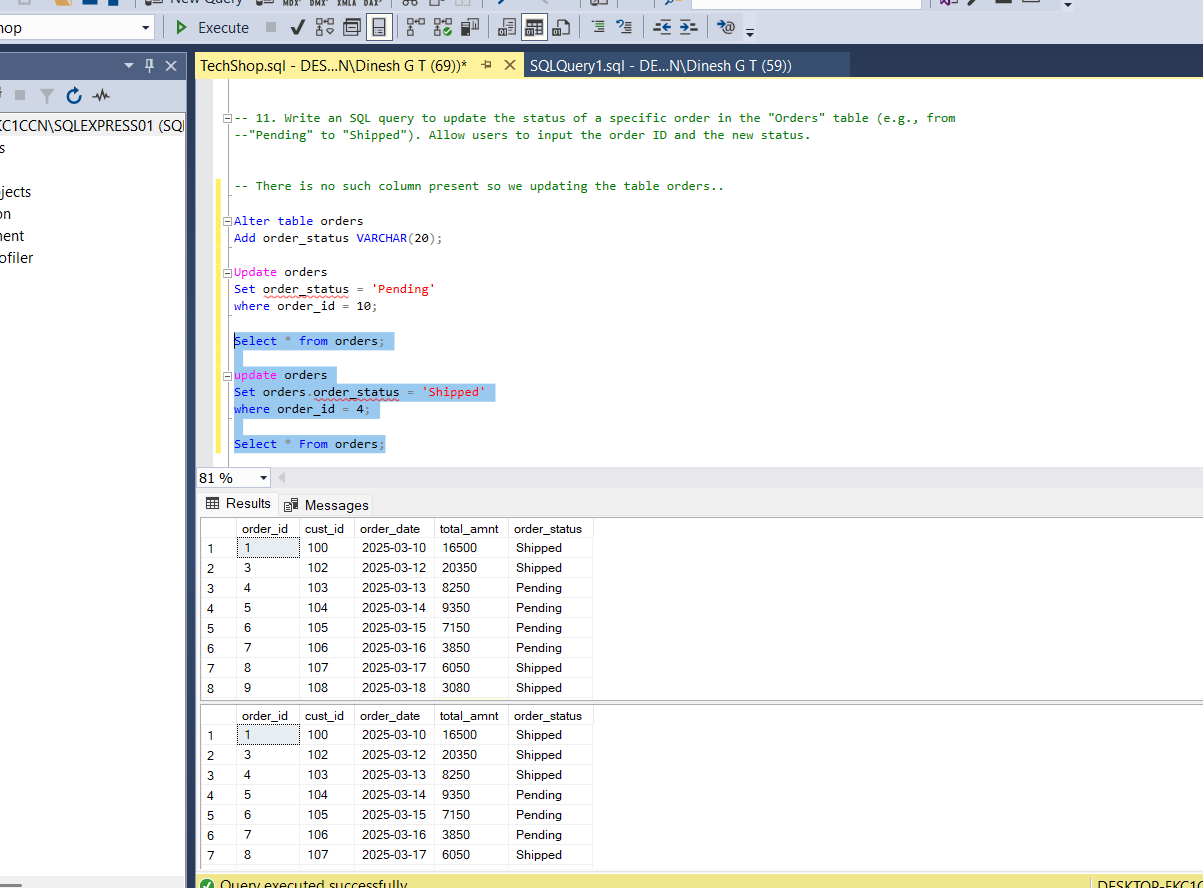 New Query MDX DMX XMLA DAX
hop
Execute
TechShop.sql - DES...N\Dinesh G T (69))*
SQLQuery1.sql - DE...N\Dinesh G T (59))
KC1CCN\SQLEXPRESS01 (SQL
s
jects
on
ment
ofiler
-- 11. Write an SQL query to update the status of a specific order in the "Orders" table (e.g., from
--"Pending" to "Shipped"). Allow users to input the order ID and the new status.
-- There is no such column present so we updating the table orders..
Alter table orders
Add order_status VARCHAR(20);
Update orders
Set order_status = 'Pending'
where order_id = 10;
Select * from orders;
update orders
Set orders.order_status = 'Shipped'
where order_id = 4;
Select * From orders;
81 %
Results Messages
order_id cust_id order_date total_amnt order_status
1 1 100 2025-03-10 16500 Shipped
2 3 102 2025-03-12 20350 Shipped
3 4 103 2025-03-13 8250 Pending
4 5 104 2025-03-14 9350 Pending
5 6 105 2025-03-15 7150 Pending
6 7 106 2025-03-16 3850 Pending
7 8 107 2025-03-17 6050 Shipped
8 9 108 2025-03-18 3080 Shipped
order_id cust_id order_date total_amnt order_status
1 1 100 2025-03-10 16500 Shipped
2 3 102 2025-03-12 20350 Shipped
3 4 103 2025-03-13 8250 Shipped
4 5 104 2025-03-14 9350 Pending
5 6 105 2025-03-15 7150 Pending
6 7 106 2025-03-16 3850 Pending
7 8 107 2025-03-17 6050 Shipped
Query executed successfully